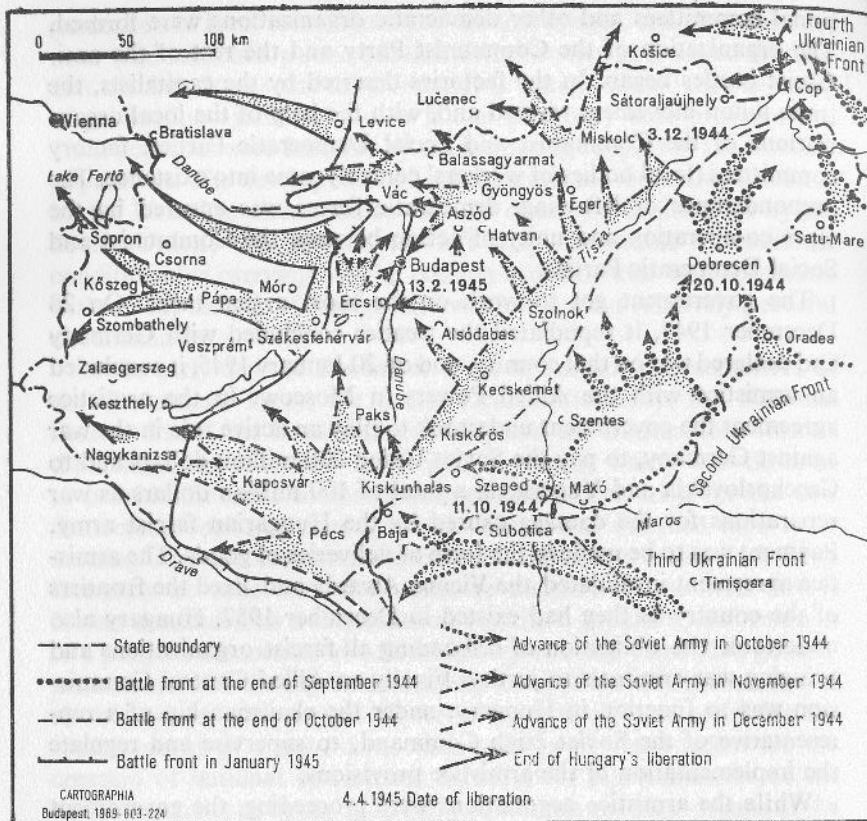 0 50 100 km
Fourth
Ukrainian
Front
Košice
Lučenec
Sátoraljaújhely
Čop
Vienna
Bratislava
Levice
Miskolc 3.12.1944
Balassagyarmat
Danube
Lake Fertő
Vác
Gyöngyös
Eger
Aszód
Hatvan
Satu-Mare
Sopron
Csorna
Budapest
13.2.1945
Debrecen
20.10.1944
Kőszeg
Pápa
Móro
Ercsi
Szolnok
Szombathely
Veszprém
Székesfehérvár
Alsódabas
Oradea
Zalaegerszeg
Danube
Kecskemét
Keszthely
Paks
Szentes
Second Ukrainian Front
Nagykanizsa
Kiskőrös
Kaposvár
Kiskunhalas
Szeged
11.10.1944
Makó
Maros
Pécs
Baja
Subotica
Third Ukrainian Front
Dráva
Timişoara
State boundary
Battle front at the end of September 1944
Battle front at the end of October 1944
Battle front in January 1945
Advance of the Soviet Army in October 1944
Advance of the Soviet Army in November 1944
Advance of the Soviet Army in December 1944
End of Hungary's liberation
4.4.1945 Date of liberation
CARTOGRAPHIA
Budapest, 1969-603-224